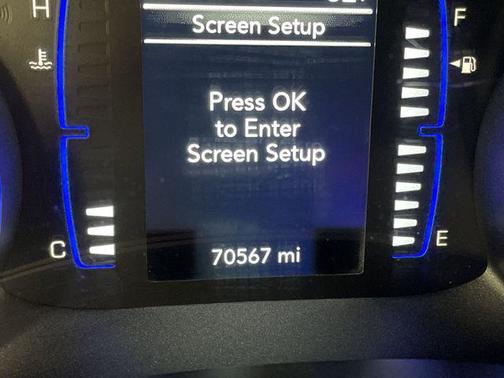 H
F
Screen Setup
Press OK
to Enter
Screen Setup
C
E
70567 mi